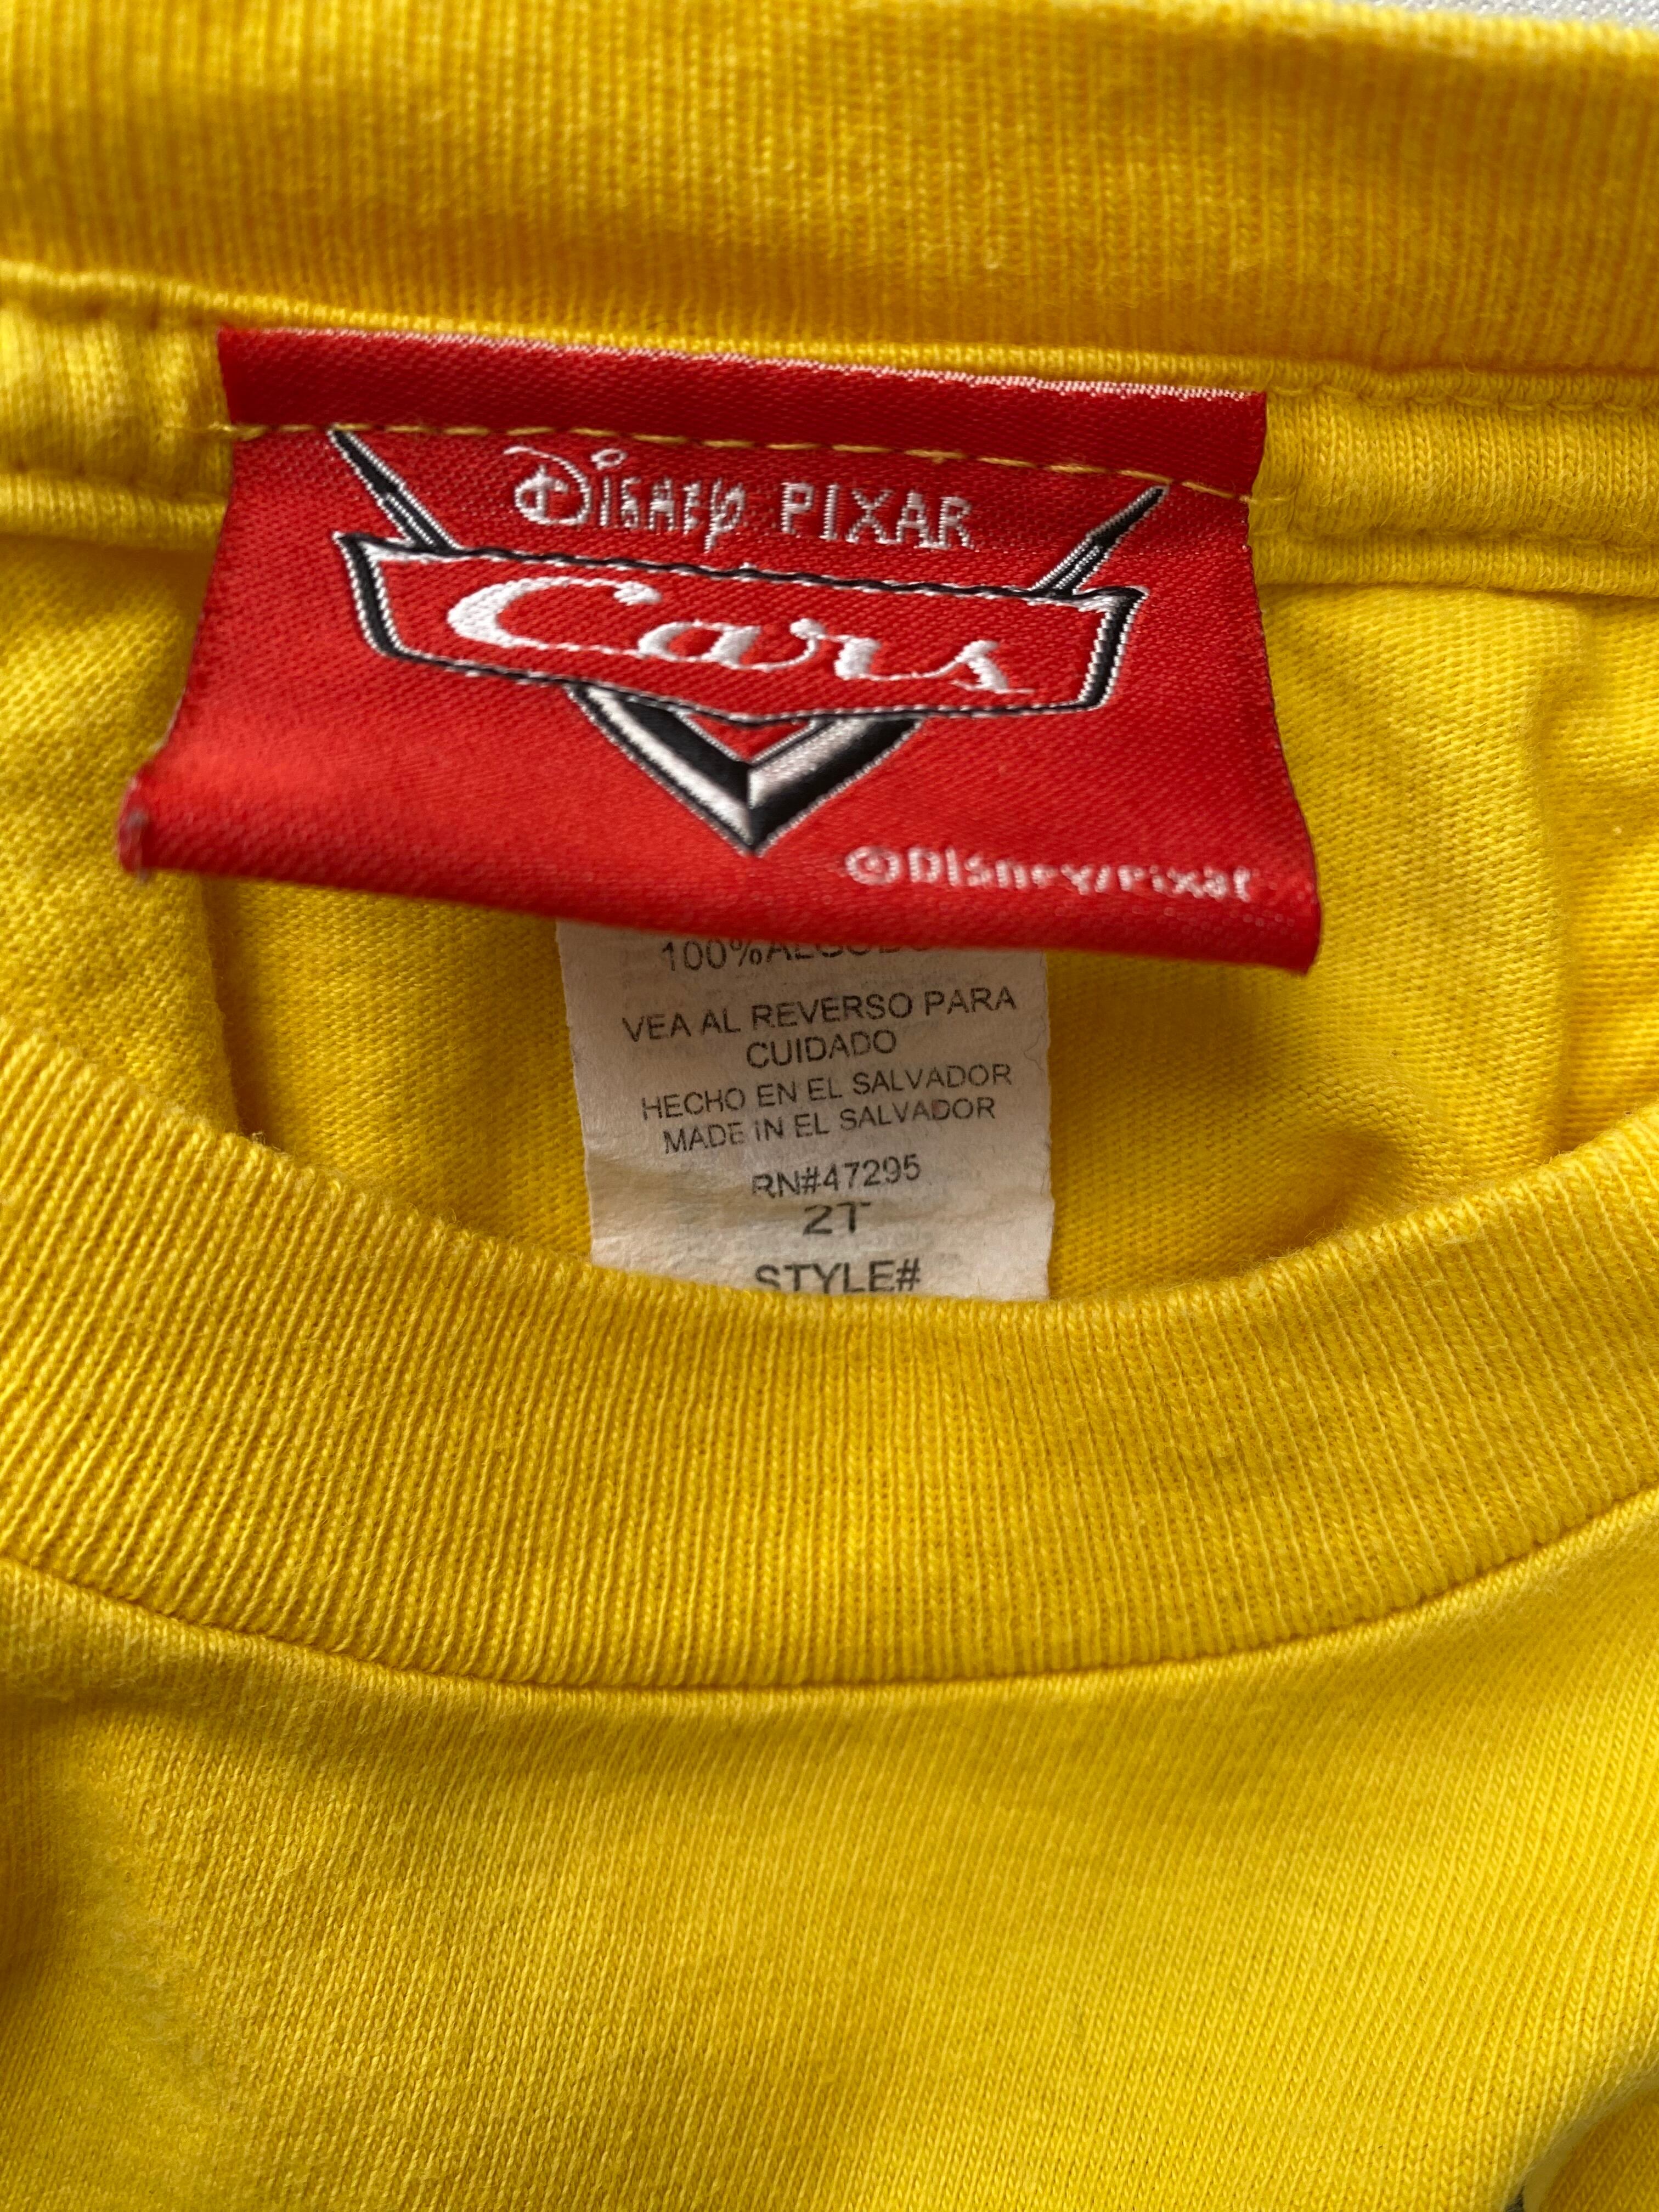 Disney PIXAR
Cars
©Disney/Pixar
100%
VEA AL REVERSO PARA
CUIDADO
HECHO EN EL SALVADOR
MADE IN EL SALVADOR
RN#47295
2T
STYLE#